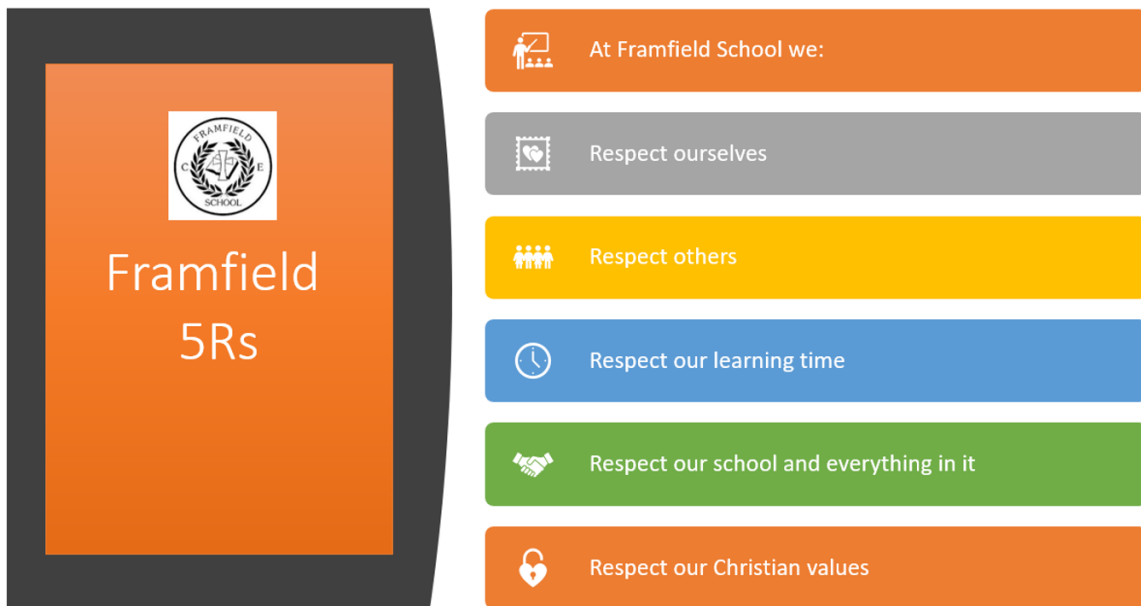 FRAMFIELD
C E
SCHOOL
Framfield
5Rs
At Framfield School we:
Respect ourselves
Respect others
Respect our learning time
Respect our school and everything in it
Respect our Christian values